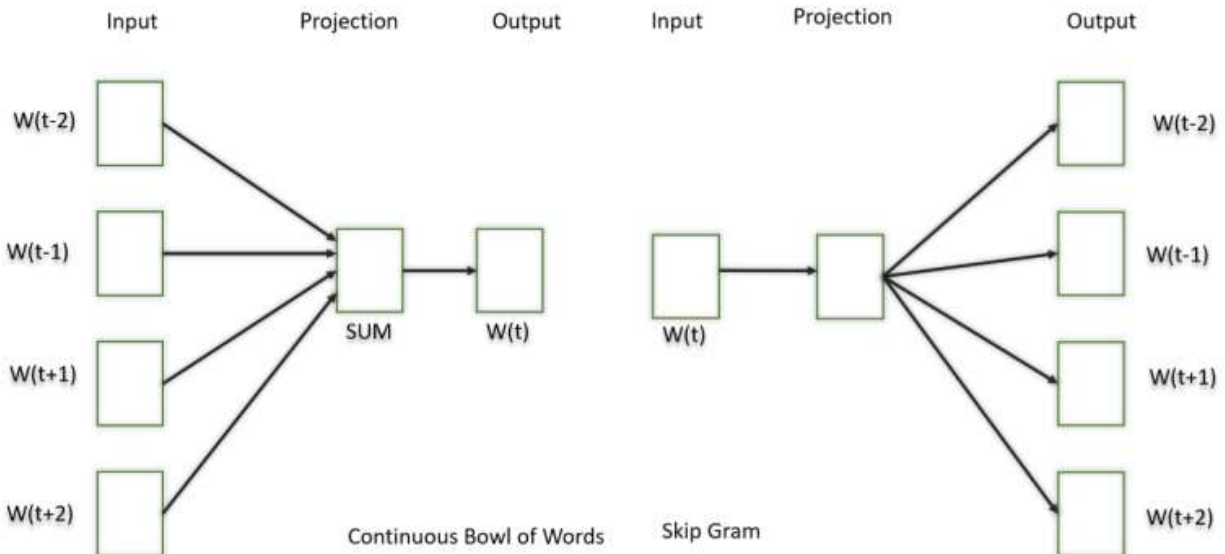 Input Projection Output
W(t-2)
W(t-1)
W(t+1)
W(t+2)
SUM
W(t)
Continuous Bowl of Words
Input Projection Output
W(t)
W(t-2)
W(t-1)
W(t+1)
W(t+2)
Skip Gram